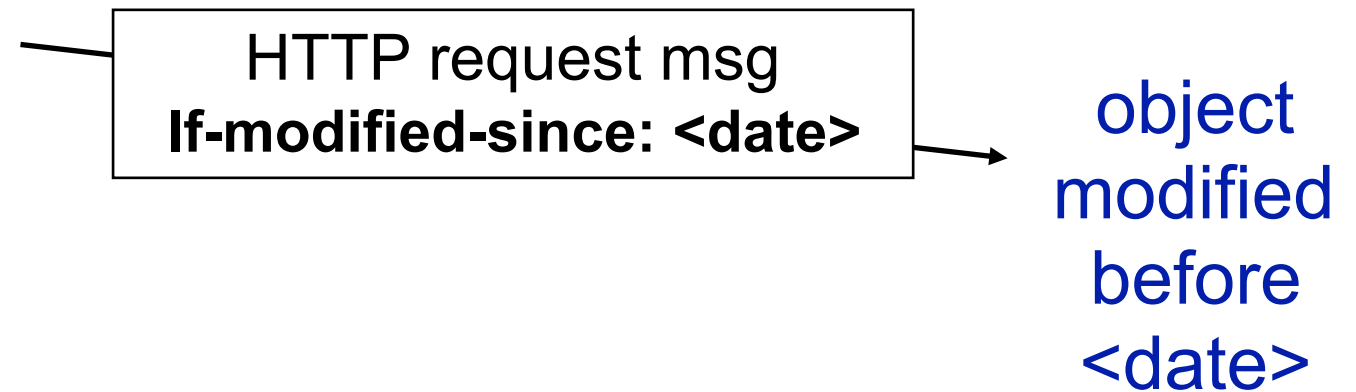 HTTP request msg
If-modified-since: <date>
object
modified
before
<date>